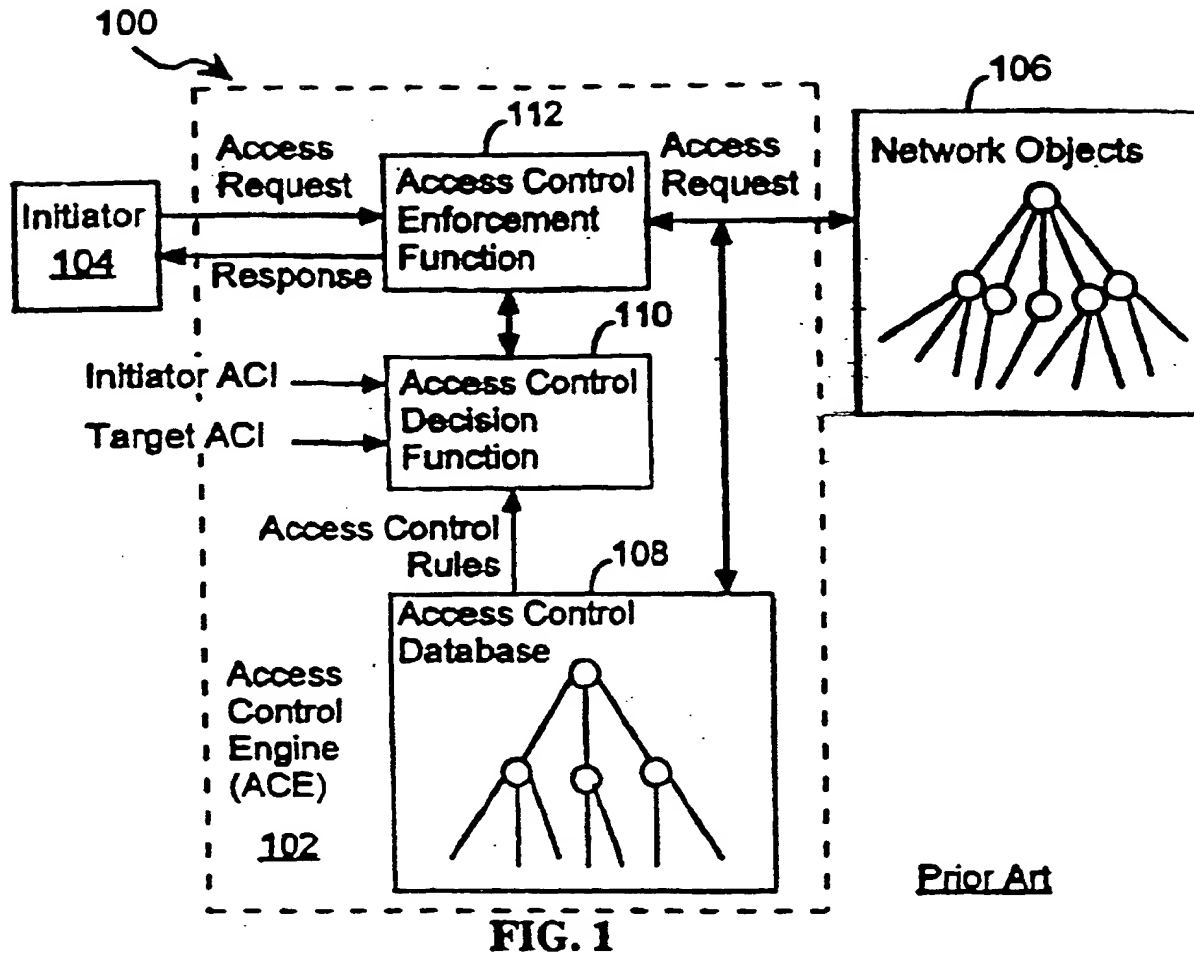 100
106
112
Access
Request
Access
Request
Network Objects
Access Control
Enforcement
Function
Initiator
104
Response
110
Initiator ACI
Target ACI
Access Control
Decision
Function
Access Control
Rules
108
Access Control
Database
Access
Control
Engine
(ACE)
102
Prior Art
FIG. 1